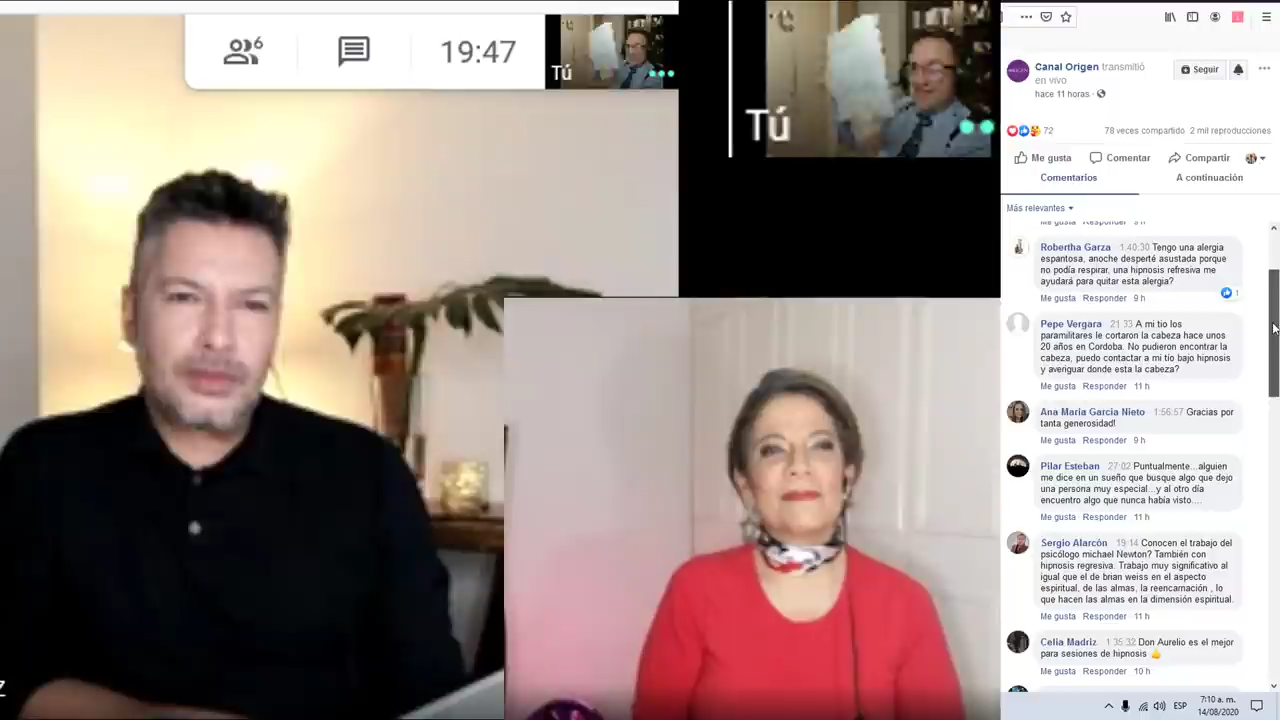 6
19:47
Tú
Tú
Z
Canal Origen transmitió
en vivo
hace 11 horas ·
Seguir
72
78 veces compartido 2 mil reproducciones
Me gusta Comentar Compartir
Comentarios A continuación
Más relevantes
Me gusta Responder 9 h
Robertha Garza 1:40:30 Tengo una alergia
espantosa, anoche desperté asustada porque
no podía respirar, una hipnosis refresiva me
ayudará para quitar esta alergia?
1
Me gusta Responder 9 h
Pepe Vergara 21:33 A mi tio los
paramilitares le cortaron la cabeza hace unos
20 años en Cordoba. No pudieron encontrar la
cabeza, puedo contactar a mi tio bajo hipnosis
y averiguar donde esta la cabeza?
Me gusta Responder 11 h
Ana Maria Garcia Nieto 1:56:57 Gracias por
tanta generosidad!
Me gusta Responder 9 h
Pilar Esteban 27:02 Puntualmente...alguien
me dice en un sueño que busque algo que dejo
una persona muy especial...y al otro día
encuentro algo que nunca había visto....
Me gusta Responder 11 h
Sergio Alarcón 19:14 Conocen el trabajo del
psicólogo michael Newton? También con
hipnosis regresiva. Trabajo muy significativo al
igual que el de brian weiss en el aspecto
espiritual, de las almas, la reencarnación , lo
que hacen las almas en la dimensión espiritual.
Me gusta Responder 11 h
Celia Madriz 1:35:32 Don Aurelio es el mejor
para sesiones de hipnosis 👍
Me gusta Responder 10 h
ESP
7:10 a. m.
14/08/2020